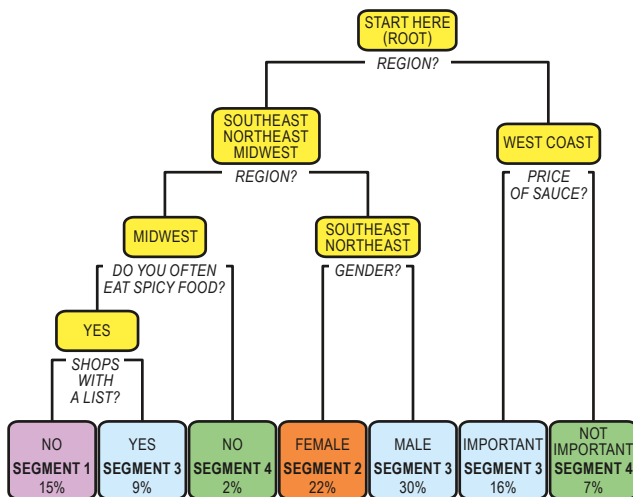 START HERE
(ROOT)
REGION?
SOUTHEAST
NORTHEAST
MIDWEST
WEST COAST
REGION?
PRICE
OF SAUCE?
MIDWEST
SOUTHEAST
NORTHEAST
DO YOU OFTEN
EAT SPICY FOOD?
GENDER?
YES
SHOPS
WITH
A LIST?
NO
SEGMENT 1
15%
YES
SEGMENT 3
9%
NO
SEGMENT 4
2%
FEMALE
SEGMENT 2
22%
MALE
SEGMENT 3
30%
IMPORTANT
SEGMENT 3
16%
NOT
IMPORTANT
SEGMENT 4
7%